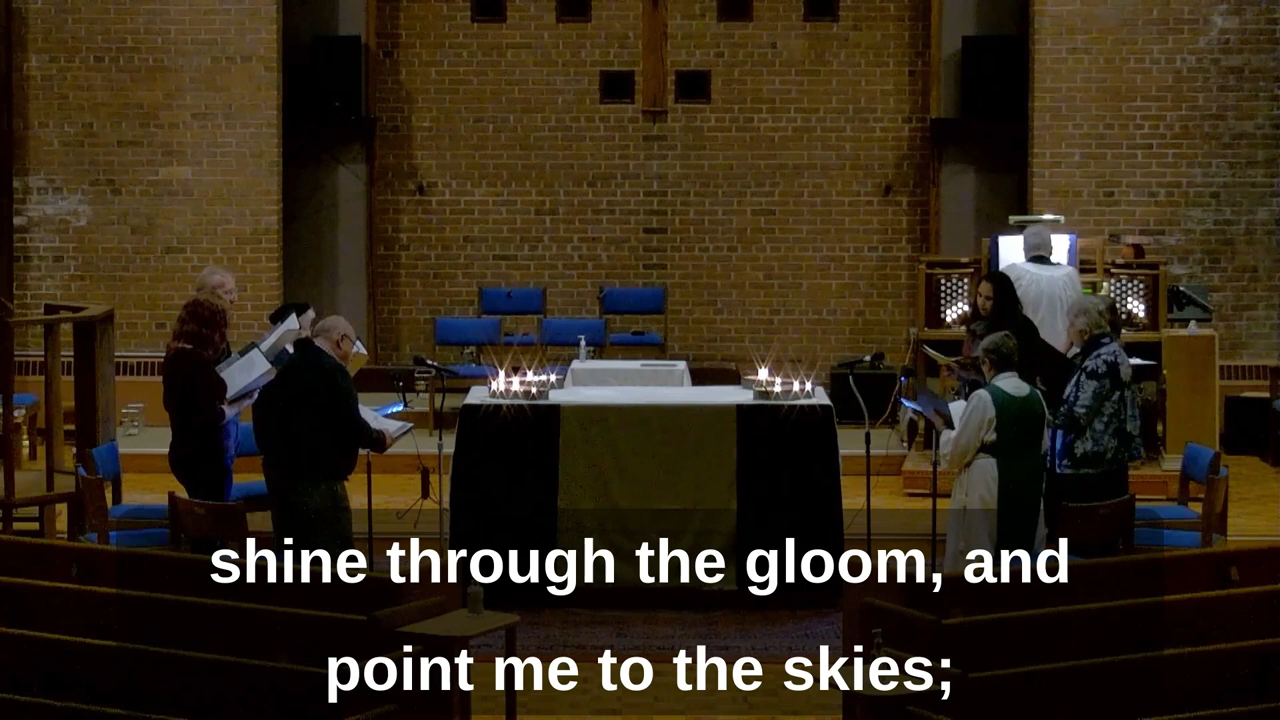 shine through the gloom, and
point me to the skies;